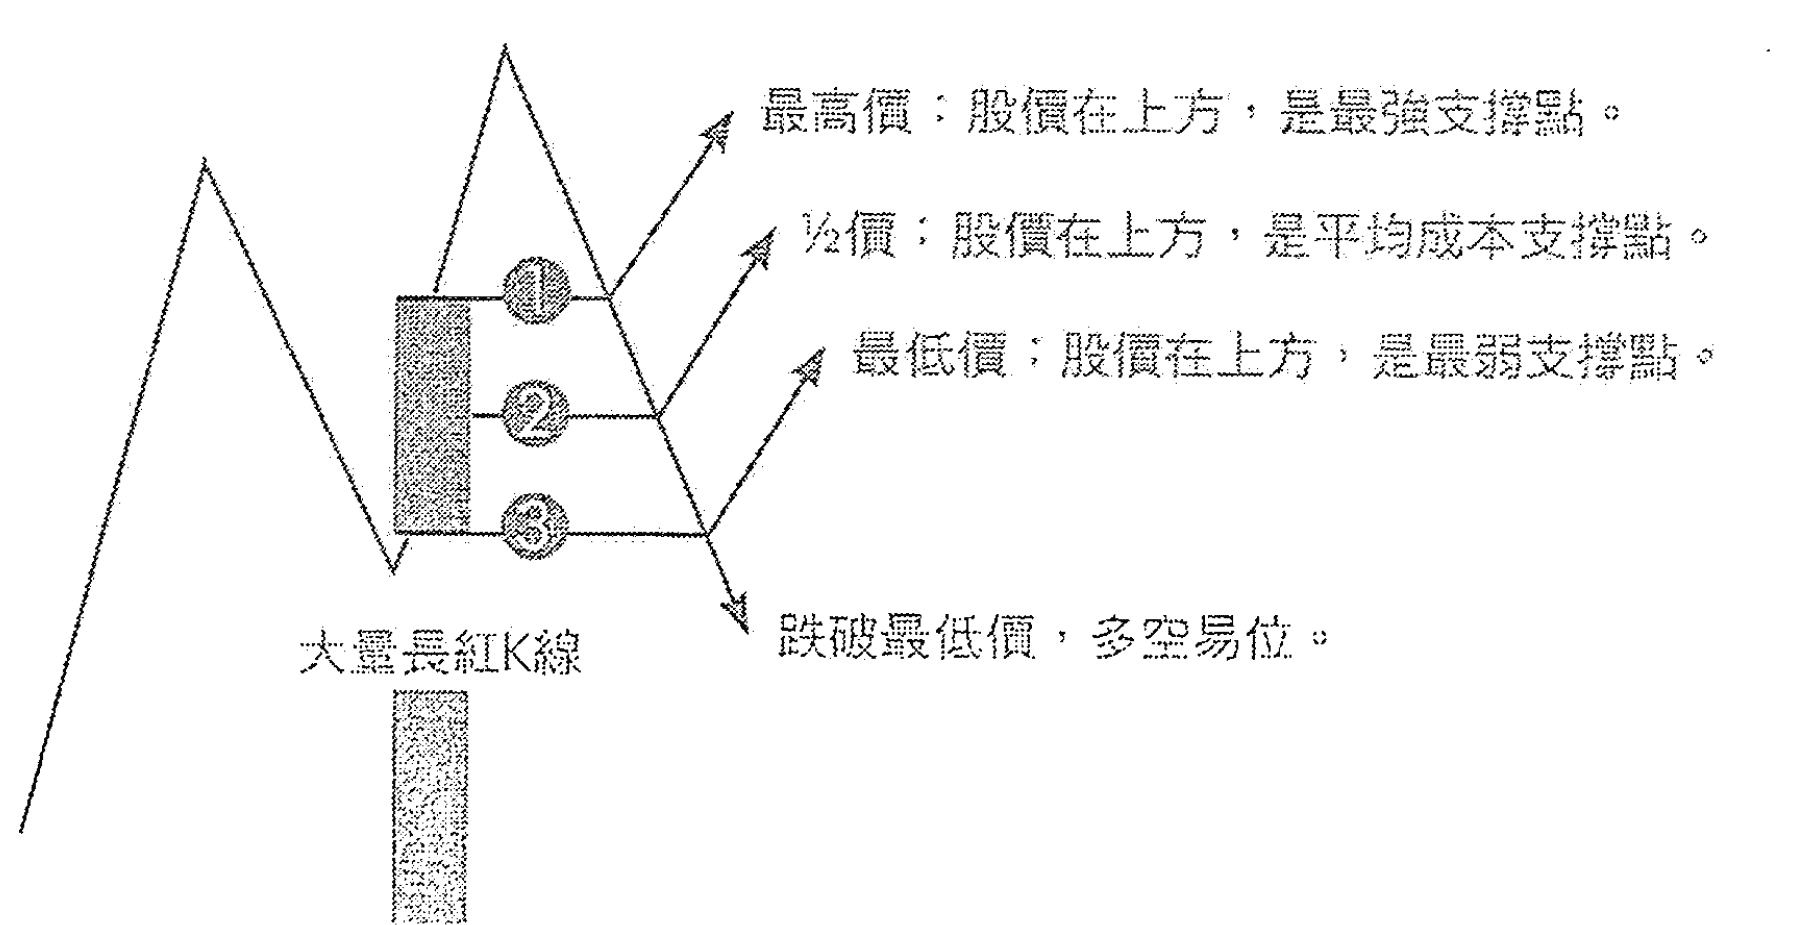 最高價：股價在上方，是最強支撐點。
½價：股價在上方，是平均成本支撐點。
①
最低價：股價在上方，是最弱支撐點。
②
③
跌破最低價，多空易位。
大量長紅K線